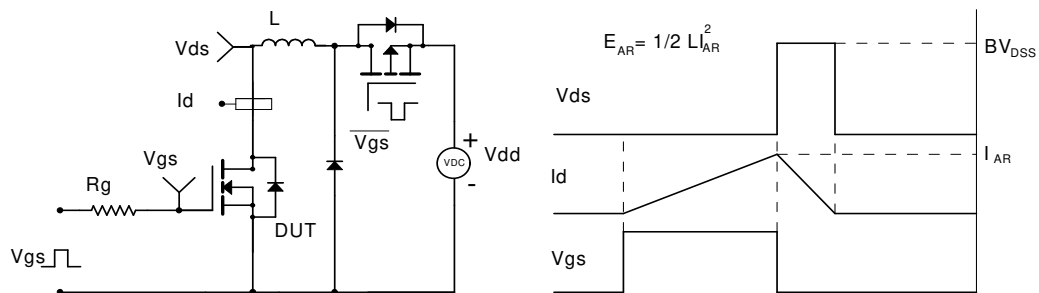 L
Vds
Id
Vgs
Vgs
Rg
DUT
Vgs
VDC
+
-
Vdd
E_AR = 1/2 LI_AR^2
BV_DSS
Vds
I_AR
Id
Vgs